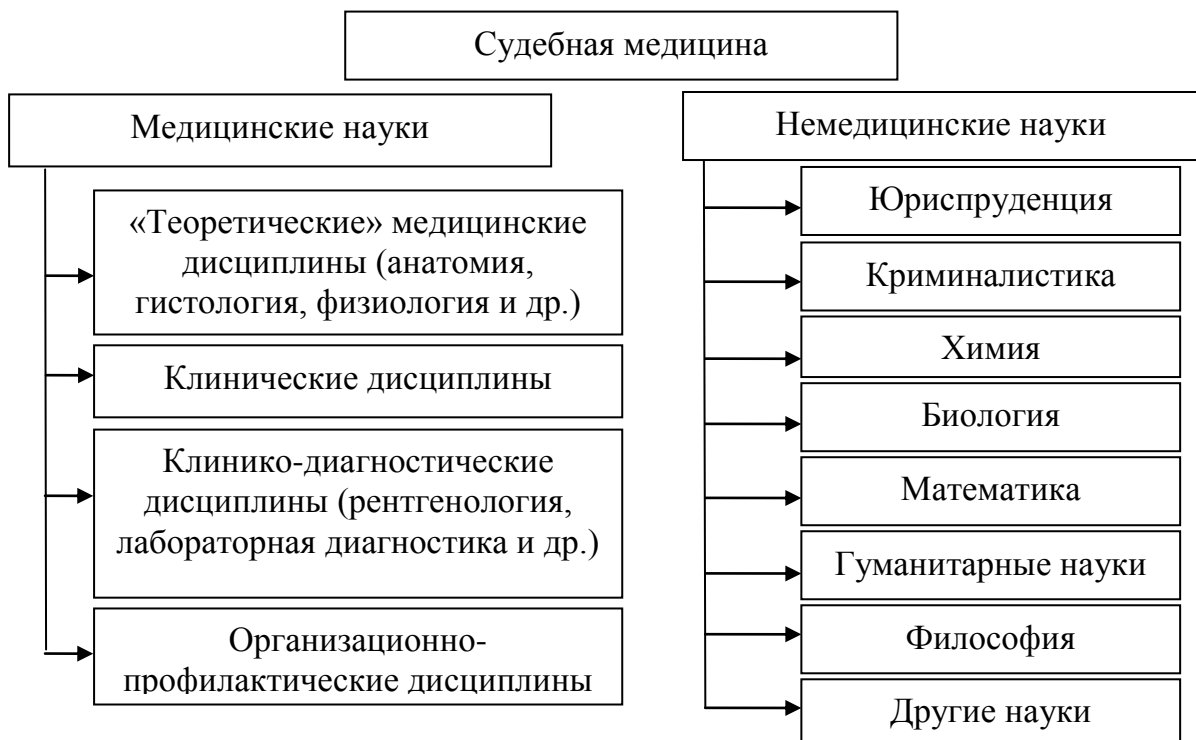 Судебная медицина
Медицинские науки
«Теоретические» медицинские
дисциплины (анатомия,
гистология, физиология и др.)
Клинические дисциплины
Клинико-диагностические
дисциплины (рентгенология,
лабораторная диагностика и др.)
Организационно-
профилактические дисциплины
Немедицинские науки
Юриспруденция
Криминалистика
Химия
Биология
Математика
Гуманитарные науки
Философия
Другие науки